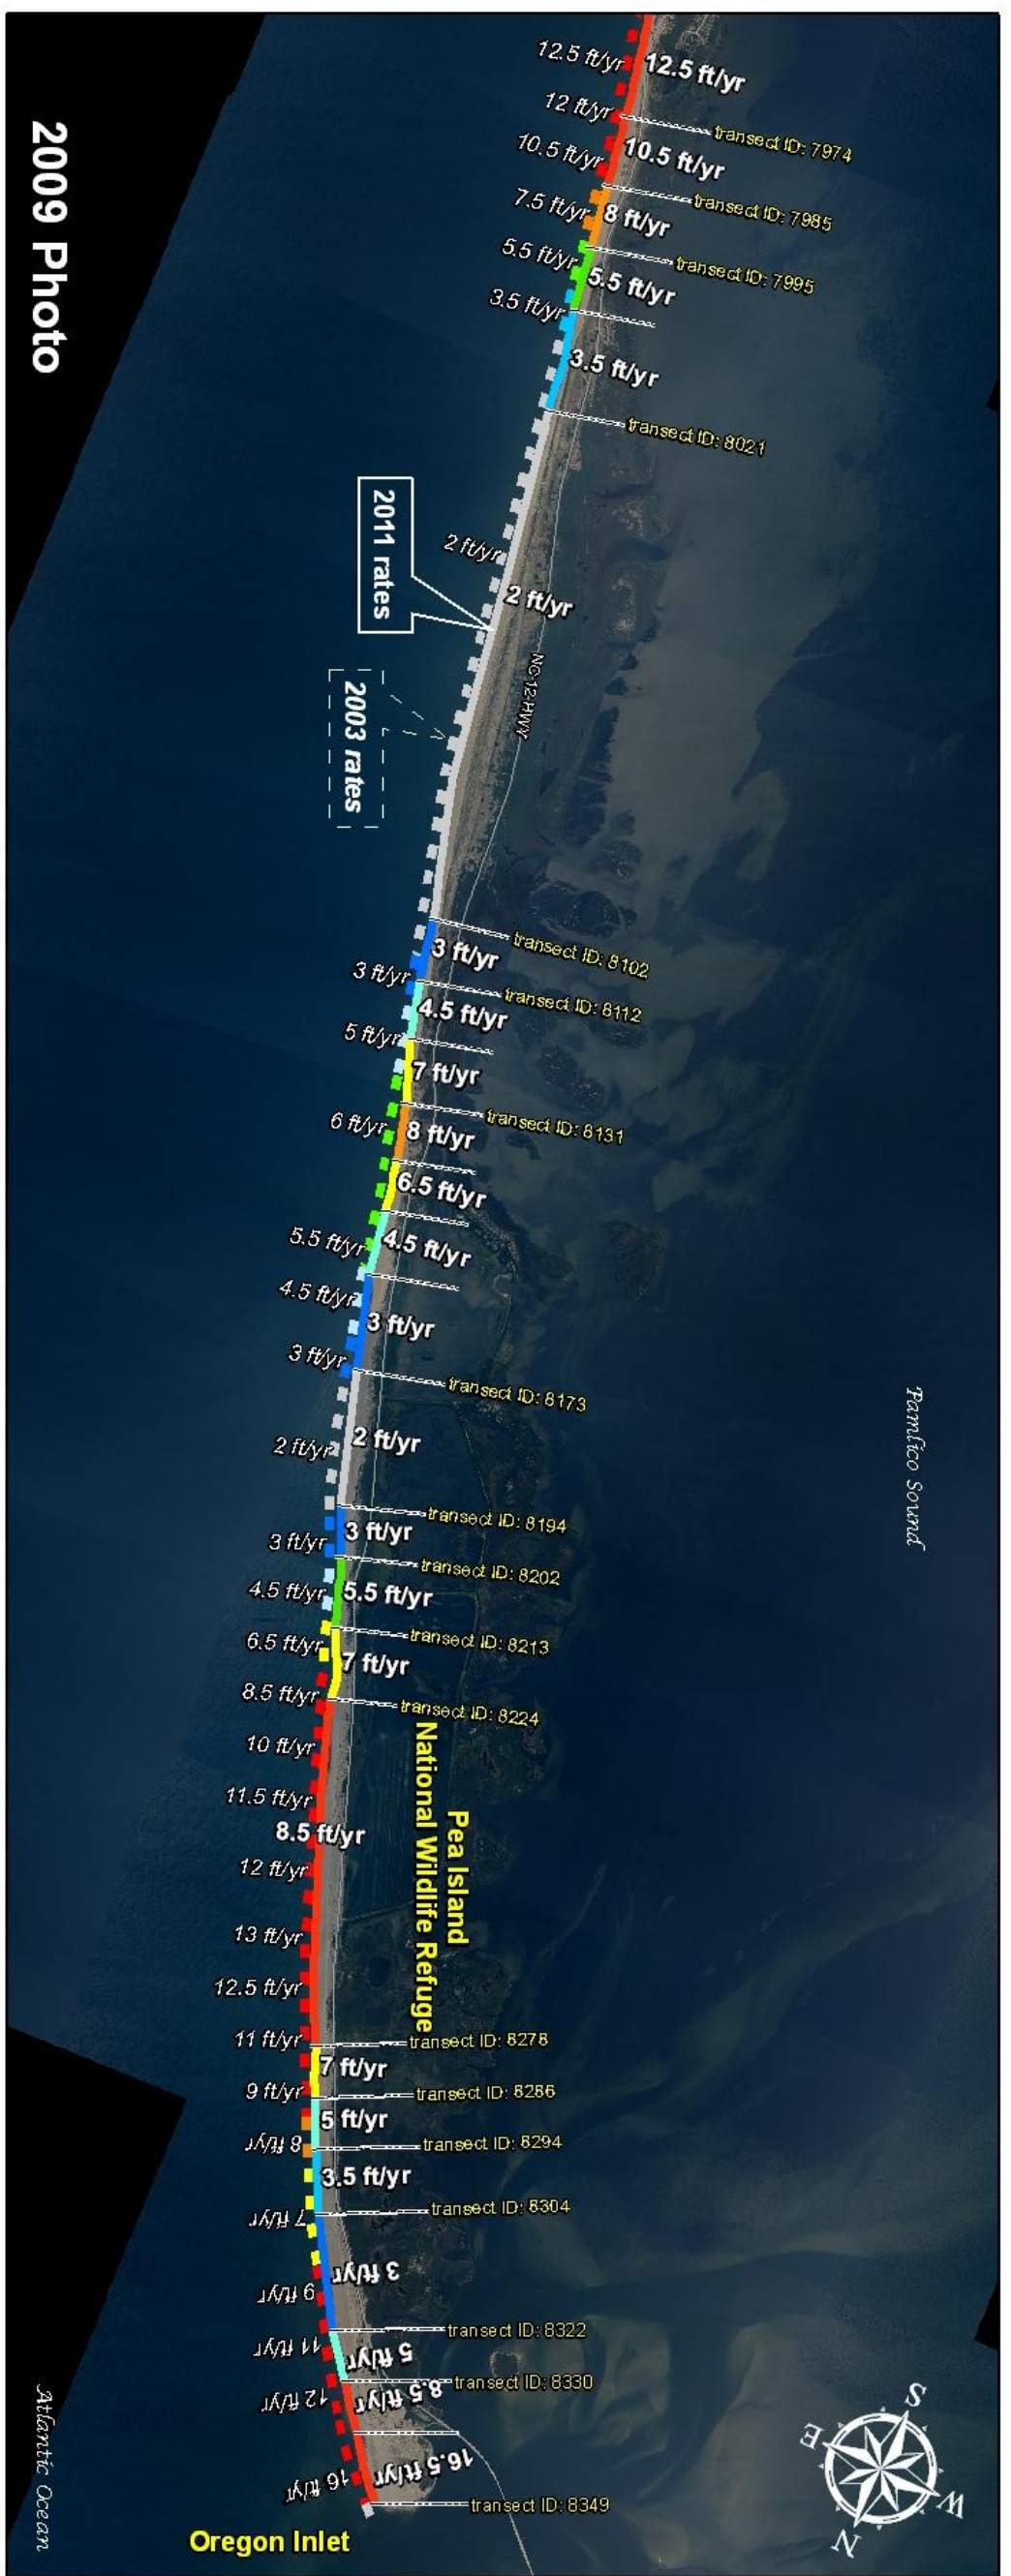 12.5 ft/yr
12.5 ft/yr
12 ft/yr
transect ID: 7974
10.5 ft/yr
10.5 ft/yr
transect ID: 7985
7.5 ft/yr
8 ft/yr
5.5 ft/yr
transect ID: 7995
5.5 ft/yr
3.5 ft/yr
3.5 ft/yr
transect ID: 8021
2009 Photo
2011 rates
2 ft/yr
2 ft/yr
NC-12 HWY
2003 rates
transect ID: 8102
3 ft/yr
3 ft/yr
transect ID: 8112
4.5 ft/yr
5 ft/yr
7 ft/yr
transect ID: 8131
6 ft/yr
8 ft/yr
6.5 ft/yr
5.5 ft/yr
4.5 ft/yr
4.5 ft/yr
3 ft/yr
3 ft/yr
transect ID: 8173
Pamlico Sound
2 ft/yr
2 ft/yr
transect ID: 8194
3 ft/yr
3 ft/yr
transect ID: 8202
4.5 ft/yr
5.5 ft/yr
transect ID: 8213
6.5 ft/yr
7 ft/yr
8.5 ft/yr
transect ID: 8224
Pea Island
National Wildlife Refuge
10 ft/yr
11.5 ft/yr
8.5 ft/yr
12 ft/yr
13 ft/yr
12.5 ft/yr
11 ft/yr
transect ID: 8278
7 ft/yr
9 ft/yr
transect ID: 8286
5 ft/yr
8 ft/yr
transect ID: 8294
3.5 ft/yr
transect ID: 8304
7 ft/yr
3 ft/yr
9 ft/yr
transect ID: 8322
11 ft/yr
5 ft/yr
transect ID: 8330
12 ft/yr
8.5 ft/yr
16.5 ft/yr
16 ft/yr
transect ID: 8349
Oregon Inlet
Atlantic Ocean
S
E
W
N